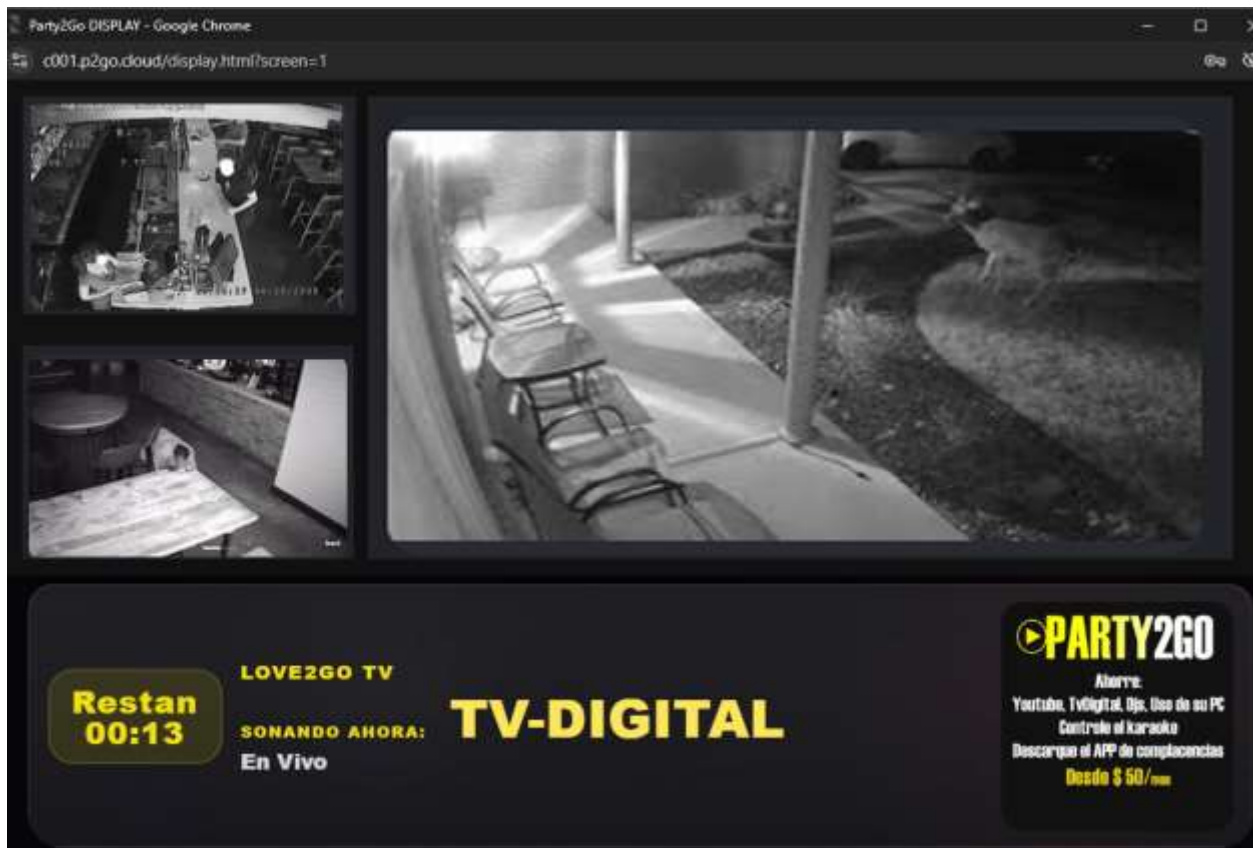 Party2Go DISPLAY - Google Chrome
c001.p2go.cloud/display.html?screen=1
Restan
00:13
LOVE2GO TV
SONANDO AHORA:
En Vivo
TV-DIGITAL
PARTY2GO
Ahorre:
Youtube, TvDigital, Djs, Uso de su PC
Controle el karaoke
Descargue el APP de complacencias
Desde $ 50/mes